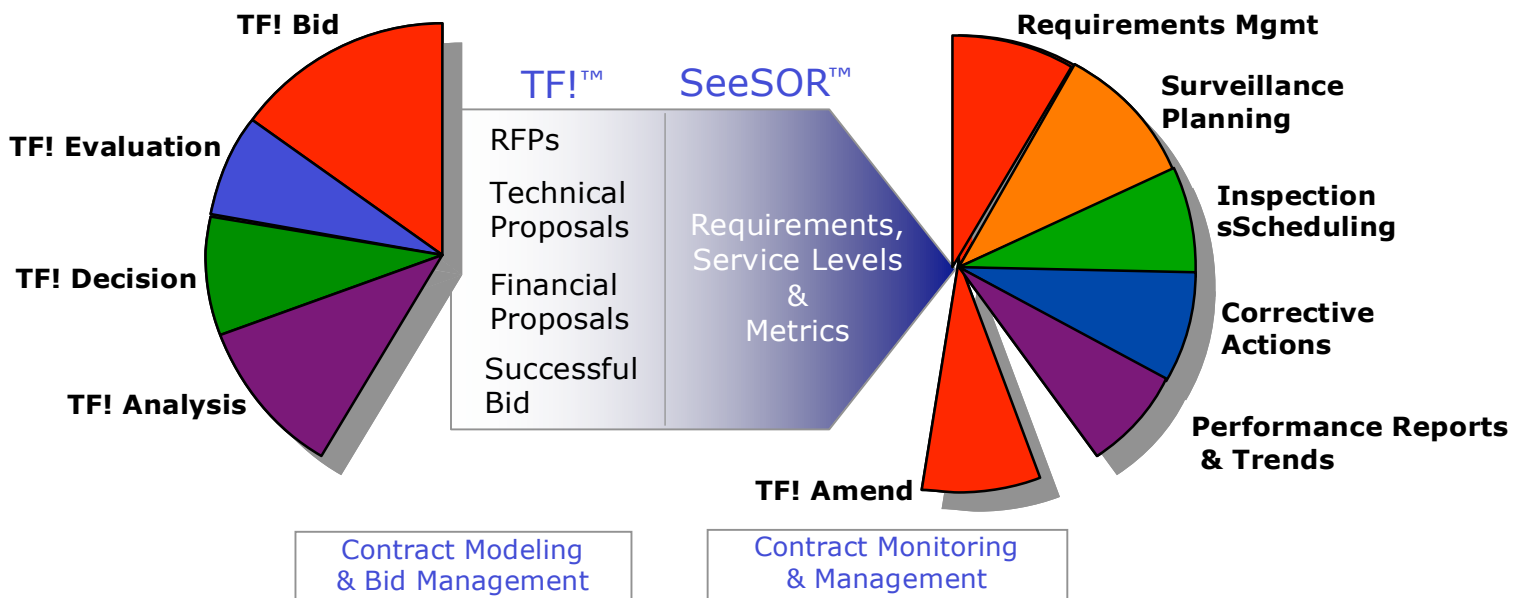 TF! Bid
TF! Evaluation
TF! Decision
TF! Analysis
TF!™
SeeSOR™
RFPs
Technical
Proposals
Financial
Proposals
Successful
Bid
Requirements,
Service Levels
&
Metrics
Requirements Mgmt
Surveillance
Planning
Inspection
sScheduling
Corrective
Actions
Performance Reports
& Trends
TF! Amend
Contract Modeling
& Bid Management
Contract Monitoring
& Management